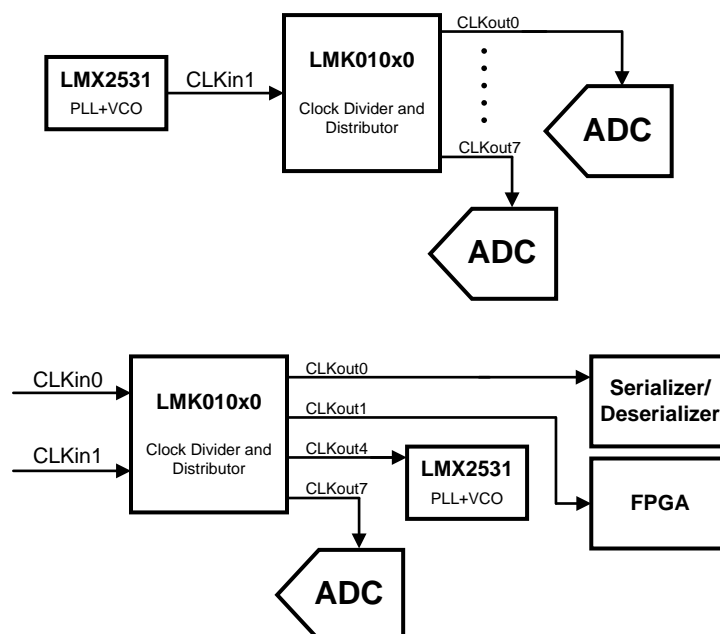 CLKout0
LMK010x0
LMX2531
CLKin1
PLL+VCO
Clock Divider and
Distributor
ADC
CLKout7
ADC
CLKout0
CLKin0
Serializer/
Deserializer
LMK010x0
CLKout1
CLKin1
Clock Divider and
Distributor
CLKout4
LMX2531
PLL+VCO
CLKout7
FPGA
ADC